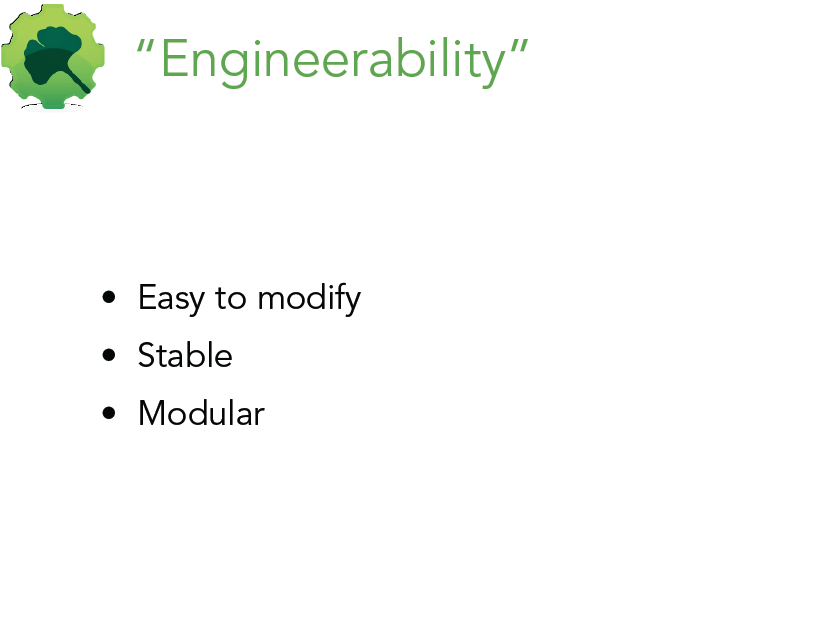 “Engineerability”
• Easy to modify
• Stable
• Modular